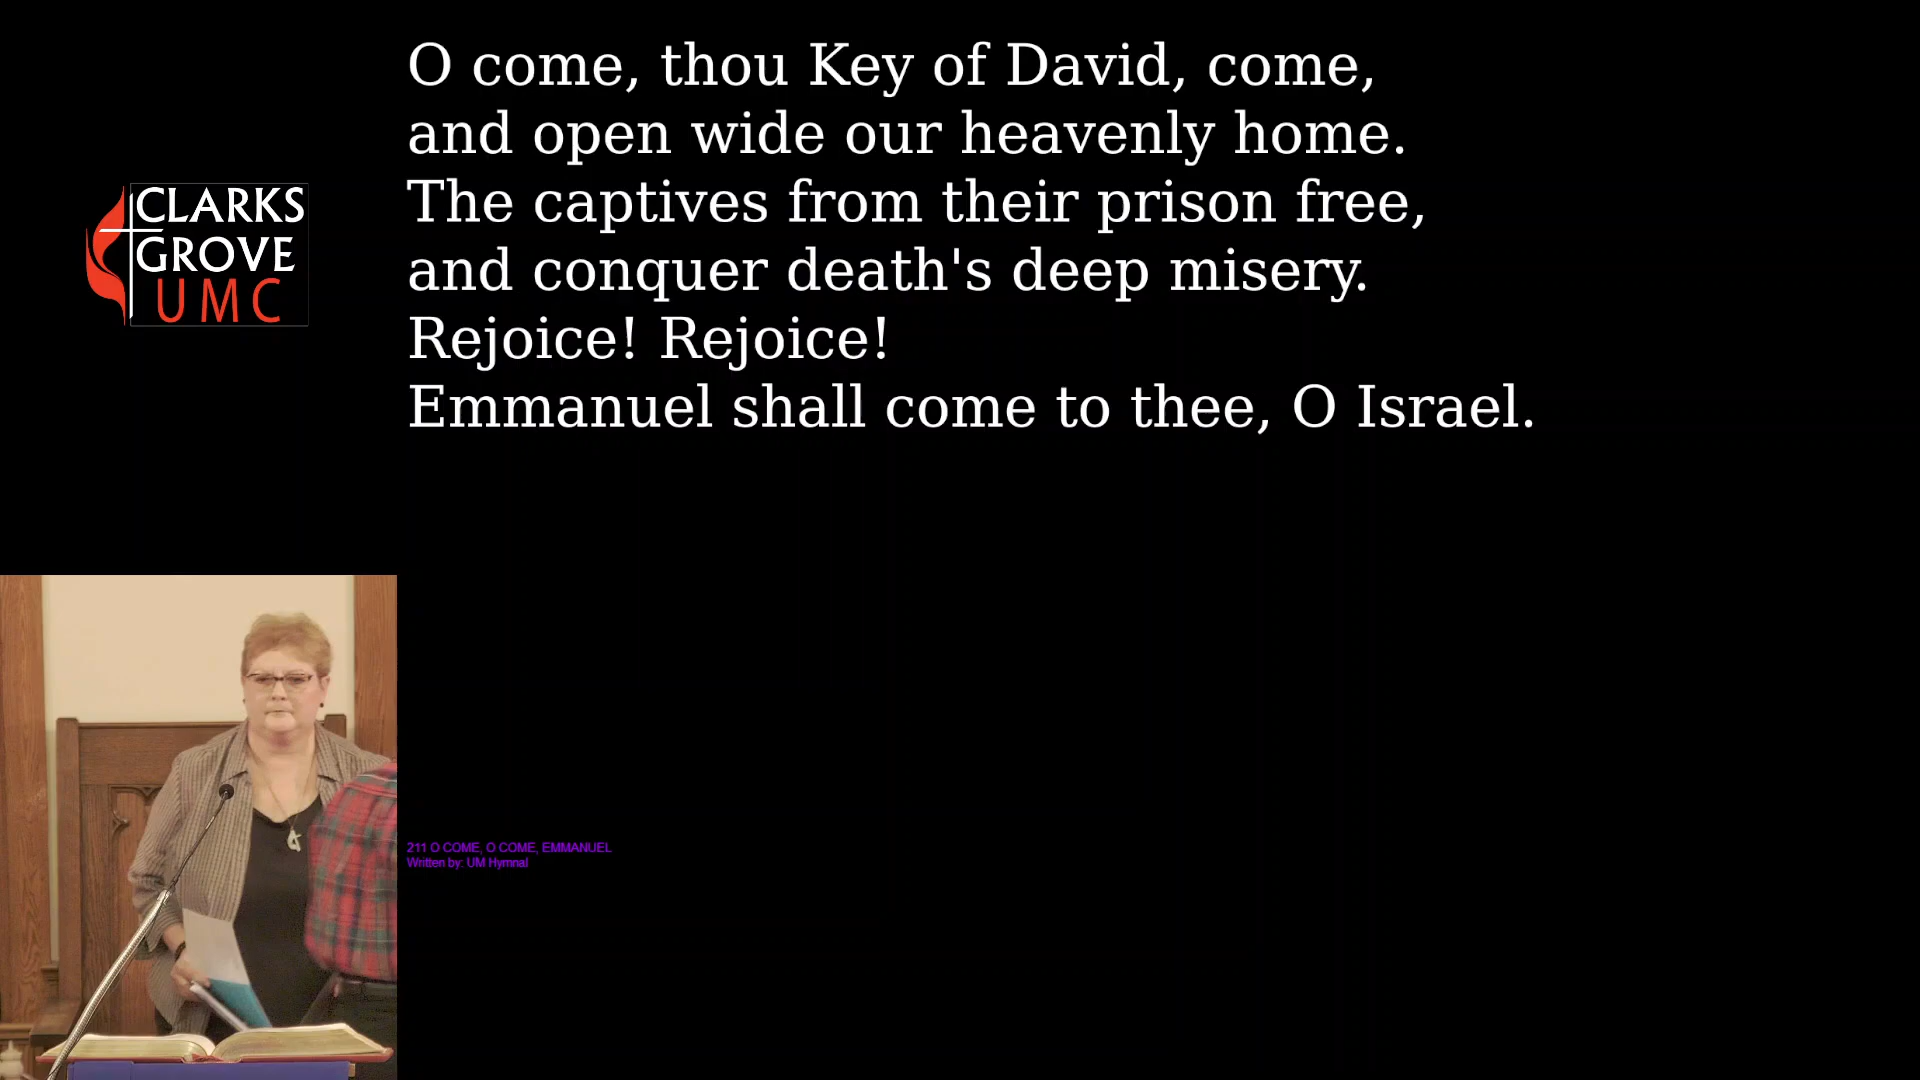 CLARKS
GROVE
UMC
O come, thou Key of David, come,
and open wide our heavenly home.
The captives from their prison free,
and conquer death's deep misery.
Rejoice! Rejoice!
Emmanuel shall come to thee, O Israel.
211 O COME, O COME, EMMANUEL
Written by: UM Hymnal